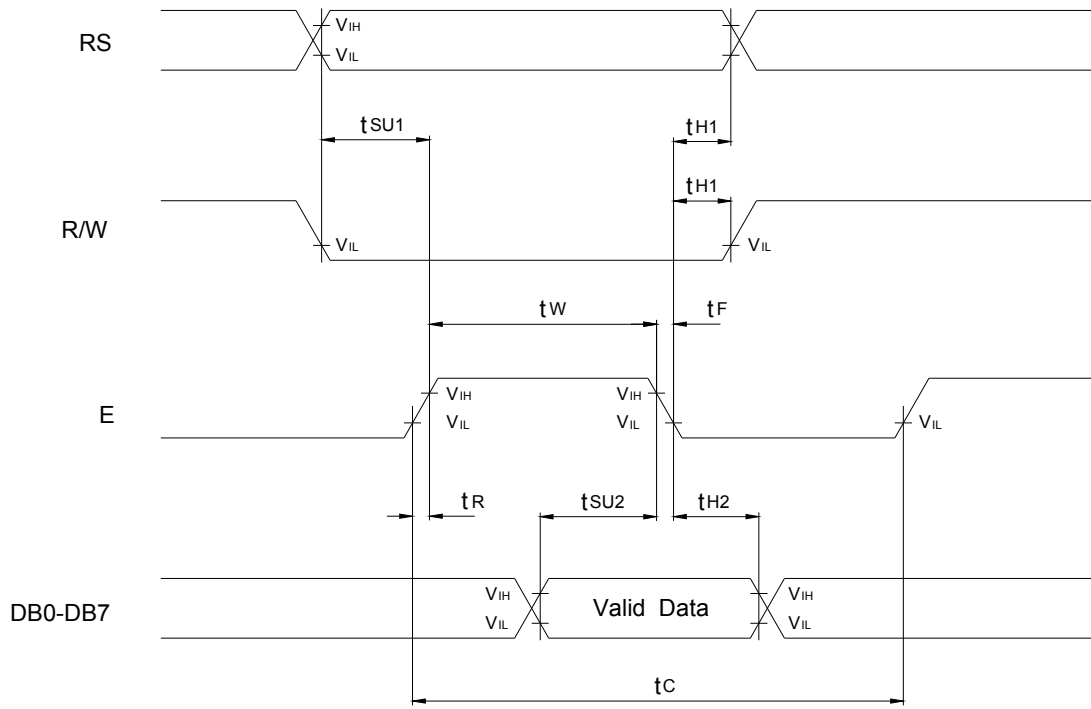 RS
VIH
VIL
tSU1
tH1
tH1
R/W
VIL
VIL
tW
tF
E
VIH
VIH
VIL
VIL
VIL
tR
tSU2
tH2
DB0-DB7
VIH
Valid Data
VIH
VIL
VIL
tC